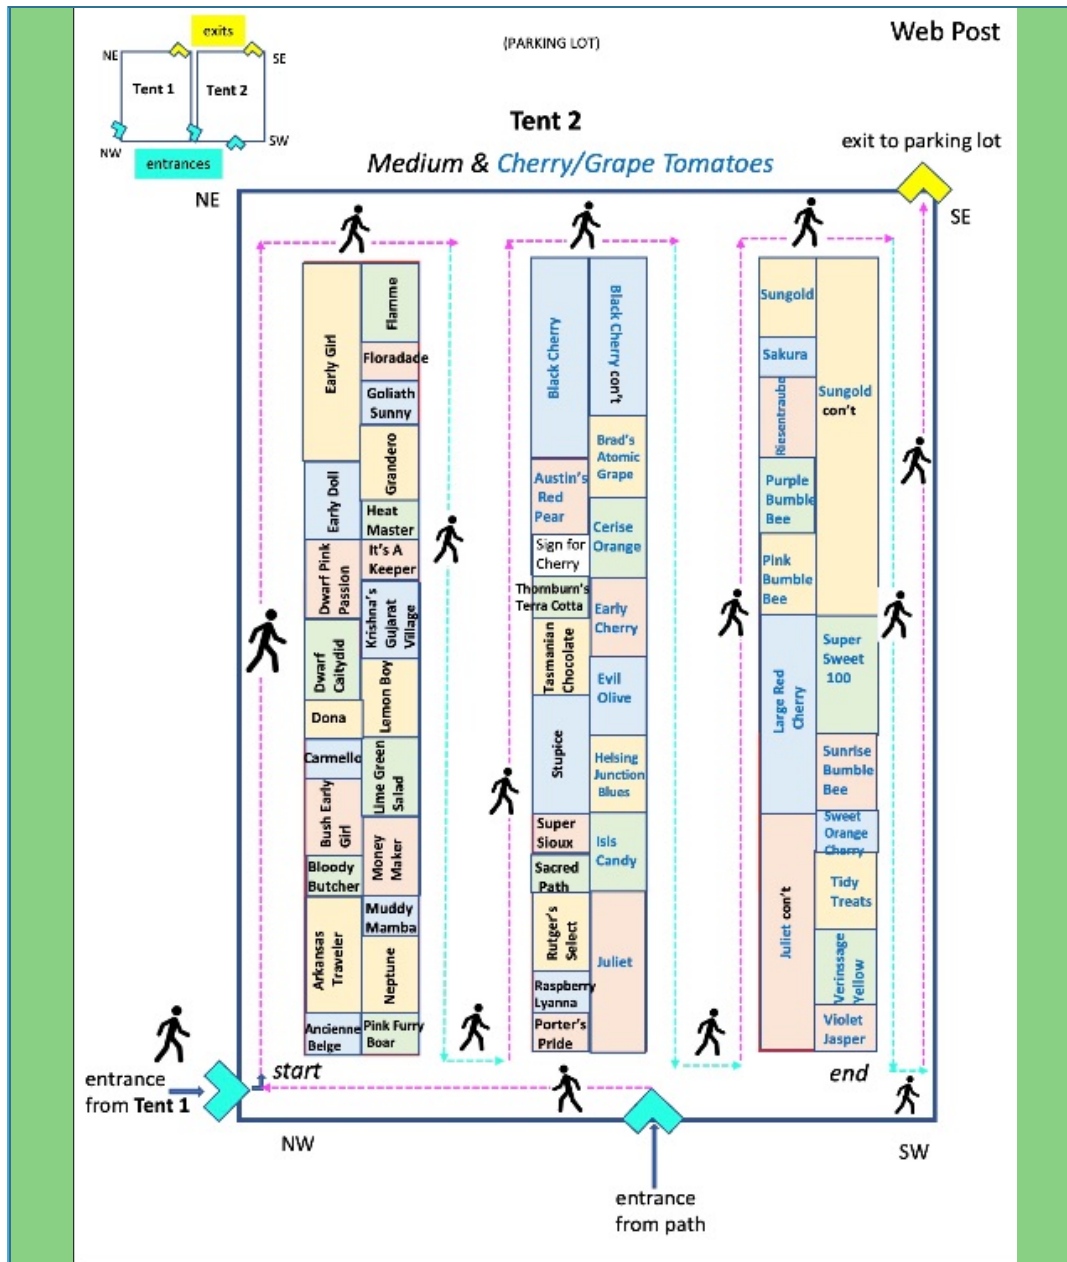 Web Post
exits
(PARKING LOT)
NE
SE
Tent 1
Tent 2
NW
SW
entrances
Tent 2
Medium & Cherry/Grape Tomatoes
exit to parking lot
NE
SE
Early Girl
Early Doll
Dwarf Pink
Passion
Dwarf
Caitydid
Dona
Carmello
Bush Early
Girl
Bloody
Butcher
Arkansas
Traveler
Ancienne
Belge
Flamme
Floradade
Goliath
Sunny
Grandero
Heat
Master
It's A
Keeper
Krishna's
Gujarat
Village
Lemon Boy
Lime Green
Salad
Money
Maker
Muddy
Mamba
Neptune
Pink Furry
Boar
Black Cherry
Austin's
Red
Pear
Sign for
Cherry
Thornburn's
Terra Cotta
Tasmanian
Chocolate
Stupice
Super
Sioux
Sacred
Path
Rutger's
Select
Raspberry
Lyanna
Porter's
Pride
Black Cherry con't
Brad's
Atomic
Grape
Cerise
Orange
Early
Cherry
Evil
Olive
Helsing
Junction
Blues
Isis
Candy
Juliet
Sungold
Sakura
Riesentraube
Purple
Bumble
Bee
Pink
Bumble
Bee
Large Red
Cherry
Juliet con't
Sungold
con't
Super
Sweet
100
Sunrise
Bumble
Bee
Sweet
Orange
Cherry
Tidy
Treats
Verinssage
Yellow
Violet
Jasper
start
end
entrance
from Tent 1
NW
SW
entrance
from path